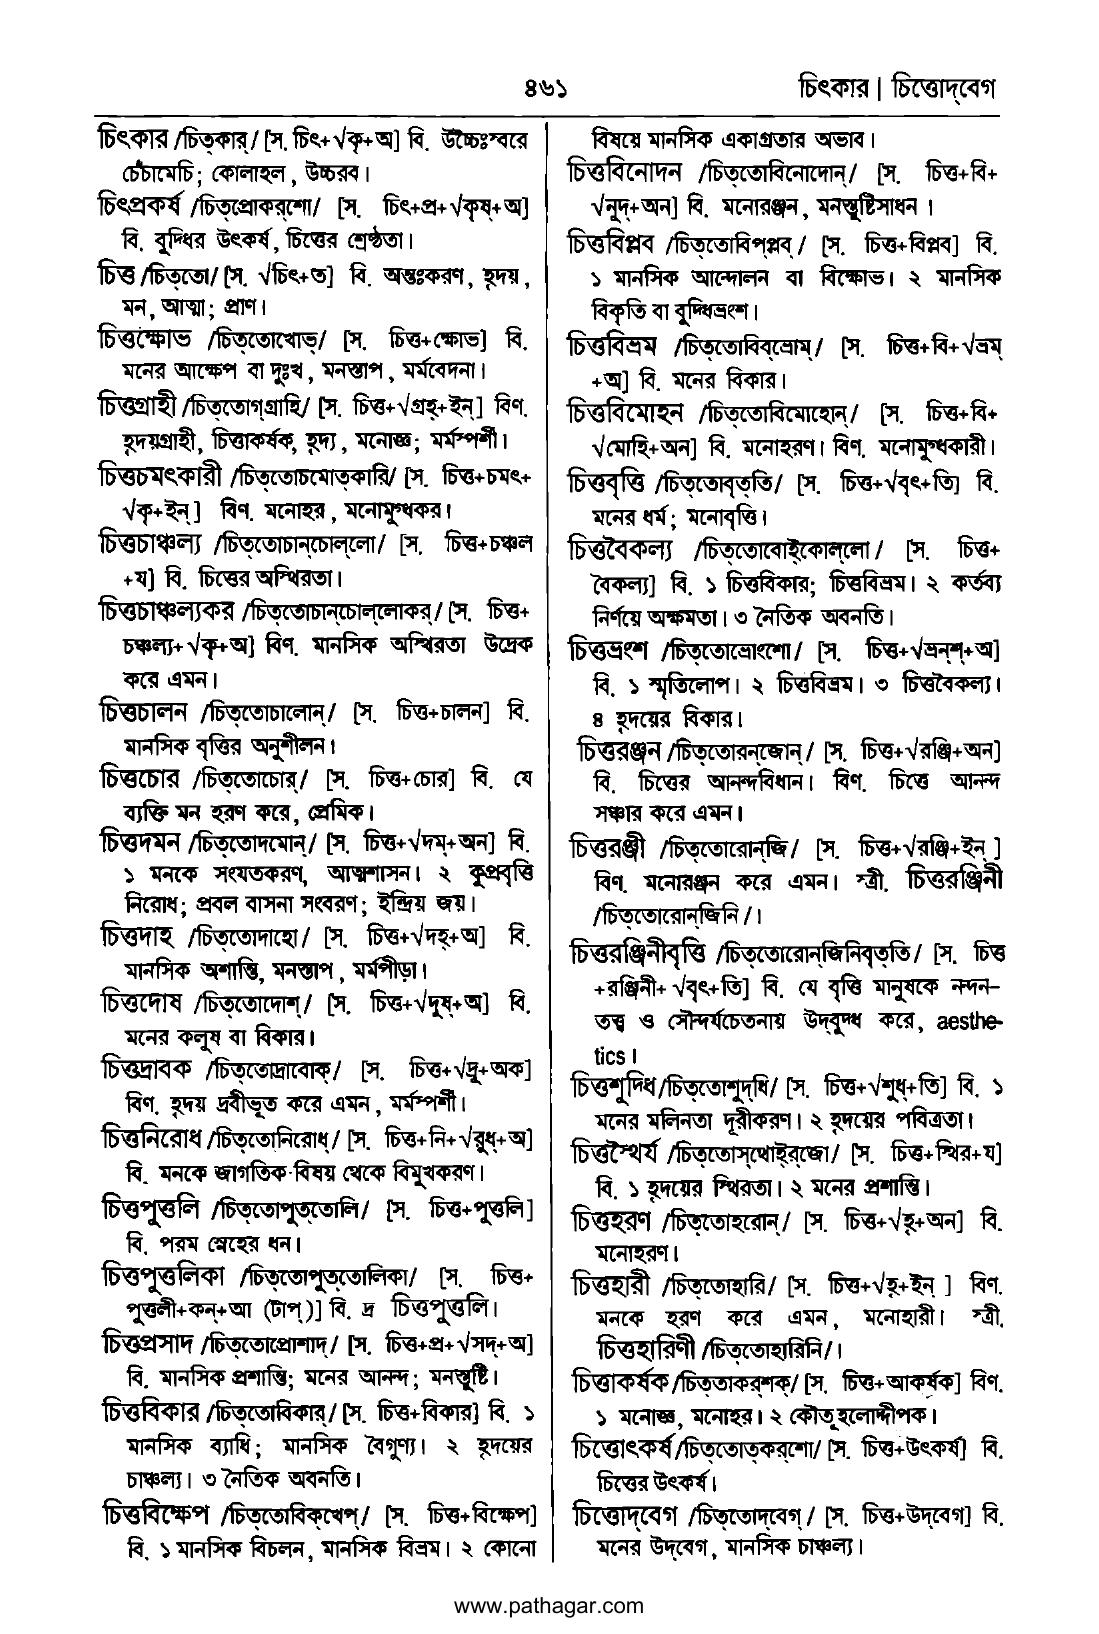 ৪৬১
চিৎকার | চিত্তোদ্‌বেগ
চিৎকার /চিত্‌কার্/ [স. চিৎ+√কৃ+অ] বি. উচ্চৈঃস্বরে
চেঁচামেচি; কোলাহল, উচ্চরব।
চিৎপ্রকর্ষ /চিত্‌প্রোকর্‌শো/ [স. চিৎ+প্র+√কৃষ্+অ]
বি. বুদ্ধির উৎকর্ষ, চিত্তের শ্রেষ্ঠতা।
চিত্ত /চিত্‌তো/ [স. √চিৎ+ত] বি. অন্তঃকরণ, হৃদয়,
মন, আত্মা; প্রাণ।
চিত্তক্ষোভ /চিত্‌তোখোভ্/ [স. চিত্ত+ক্ষোভ] বি.
মনের আক্ষেপ বা দুঃখ, মনস্তাপ, মর্মবেদনা।
চিত্তগ্রাহী /চিত্‌তোগ্‌গ্রাহি/ [স. চিত্ত+√গ্রহ্+ইন্] বিণ.
হৃদয়গ্রাহী, চিত্তাকর্ষক, হৃদ্য, মনোজ্ঞ; মর্মস্পর্শী।
চিত্তচমৎকারী /চিত্‌তোচমোত্‌কারি/ [স. চিত্ত+চমৎ+
√কৃ+ইন্] বিণ. মনোহর, মনোমুগ্ধকর।
চিত্তচাঞ্চল্য /চিত্‌তোচান্‌চোল্‌লো/ [স. চিত্ত+চঞ্চল
+য] বি. চিত্তের অস্থিরতা।
চিত্তচাঞ্চল্যকর /চিত্‌তোচান্‌চোল্‌লোকর্/ [স. চিত্ত+
চঞ্চল্য+√কৃ+অ] বিণ. মানসিক অস্থিরতা উদ্রেক
করে এমন।
চিত্তচালন /চিত্‌তোচালোন্/ [স. চিত্ত+চালন] বি.
মানসিক বৃত্তির অনুশীলন।
চিত্তচোর /চিত্‌তোচোর্/ [স. চিত্ত+চোর] বি. যে
ব্যক্তি মন হরণ করে, প্রেমিক।
চিত্তদমন /চিত্‌তোদমোন্/ [স. চিত্ত+√দম্+অন] বি.
১ মনকে সংযতকরণ, আত্মশাসন। ২ কুপ্রবৃত্তি
নিরোধ; প্রবল বাসনা সংবরণ; ইন্দ্রিয় জয়।
চিত্তদাহ /চিত্‌তোদাহো/ [স. চিত্ত+√দহ্+অ] বি.
মানসিক অশান্তি, মনস্তাপ, মর্মপীড়া।
চিত্তদোষ /চিত্‌তোদোশ্/ [স. চিত্ত+√দুষ্+অ] বি.
মনের কলুষ বা বিকার।
চিত্তদ্রাবক /চিত্‌তোদ্রাবোক্/ [স. চিত্ত+√দ্রু+অক]
বিণ. হৃদয় দ্রবীভূত করে এমন, মর্মস্পর্শী।
চিত্তনিরোধ /চিত্‌তোনিরোধ্/ [স. চিত্ত+নি+√রুধ্+অ]
বি. মনকে জাগতিক বিষয় থেকে বিমুখকরণ।
চিত্তপুত্তলি /চিত্‌তোপুত্‌তোলি/ [স. চিত্ত+পুত্তলি]
বি. পরম স্নেহের ধন।
চিত্তপুত্তলিকা /চিত্‌তোপুত্‌তোলিকা/ [স. চিত্ত+
পুত্তলী+কন্+আ (টাপ্)] বি. দ্র চিত্তপুত্তলি।
চিত্তপ্রসাদ /চিত্‌তোপ্রোশাদ্/ [স. চিত্ত+প্র+√সদ্+অ]
বি. মানসিক প্রশান্তি; মনের আনন্দ; মনস্তুষ্টি।
চিত্তবিকার /চিত্‌তোবিকার্/ [স. চিত্ত+বিকার] বি. ১
মানসিক ব্যাধি; মানসিক বৈগুণ্য। ২ হৃদয়ের
চাঞ্চল্য। ৩ নৈতিক অবনতি।
চিত্তবিক্ষেপ /চিত্‌তোবিক্‌খেপ্/ [স. চিত্ত+বিক্ষেপ]
বি. ১ মানসিক বিচলন, মানসিক বিভ্রম। ২ কোনো
বিষয়ে মানসিক একাগ্রতার অভাব।
চিত্তবিনোদন /চিত্‌তোবিনোদোন্/ [স. চিত্ত+বি+
√নুদ্+অন] বি. মনোরঞ্জন, মনস্তুষ্টিসাধন।
চিত্তবিপ্লব /চিত্‌তোবিপ্‌প্লব্/ [স. চিত্ত+বিপ্লব] বি.
১ মানসিক আন্দোলন বা বিক্ষোভ। ২ মানসিক
বিকৃতি বা বুদ্ধিভ্রংশ।
চিত্তবিভ্রম /চিত্‌তোবিব্‌ভ্রোম্/ [স. চিত্ত+বি+√ভ্রম্
+অ] বি. মনের বিকার।
চিত্তবিমোহন /চিত্‌তোবিমোহোন্/ [স. চিত্ত+বি+
√মোহি+অন] বি. মনোহরণ। বিণ. মনোমুগ্ধকারী।
চিত্তবৃত্তি /চিত্‌তোবৃত্‌তি/ [স. চিত্ত+√বৃৎ+তি] বি.
মনের ধর্ম; মনোবৃত্তি।
চিত্তবৈকল্য /চিত্‌তোবোই্‌কোল্‌লো/ [স. চিত্ত+
বৈকল্য] বি. ১ চিত্তবিকার; চিত্তবিভ্রম। ২ কর্তব্য
নির্ণয়ে অক্ষমতা। ৩ নৈতিক অবনতি।
চিত্তভ্রংশ /চিত্‌তোভ্রোংশো/ [স. চিত্ত+√ভ্রন্‌শ্+অ]
বি. ১ স্মৃতিলোপ। ২ চিত্তবিভ্রম। ৩ চিত্তবৈকল্য।
৪ হৃদয়ের বিকার।
চিত্তরঞ্জন /চিত্‌তোরন্‌জোন্/ [স. চিত্ত+√রঞ্জি+অন]
বি. চিত্তের আনন্দবিধান। বিণ. চিত্তে আনন্দ
সঞ্চার করে এমন।
চিত্তরঞ্জী /চিত্‌তোরোন্‌জি/ [স. চিত্ত+√রঞ্জি+ইন্]
বিণ. মনোরঞ্জন করে এমন। স্ত্রী. চিত্তরঞ্জিনী
/চিত্‌তোরোন্‌জিনি/।
চিত্তরঞ্জিনীবৃত্তি /চিত্‌তোরোন্‌জিনিবৃত্‌তি/ [স. চিত্ত
+রঞ্জিনী+ √বৃৎ+তি] বি. যে বৃত্তি মানুষকে নন্দন-
তত্ত্ব ও সৌন্দর্যচেতনায় উদ্‌বুদ্ধ করে, aesthe-
tics।
চিত্তশুদ্ধি /চিত্‌তোশুদ্‌ধি/ [স. চিত্ত+√শুধ্+তি] বি. ১
মনের মলিনতা দূরীকরণ। ২ হৃদয়ের পবিত্রতা।
চিত্তস্থৈর্য /চিত্‌তোস্‌থোই্‌র্‌জো/ [স. চিত্ত+স্থির+য]
বি. ১ হৃদয়ের স্থিরতা। ২ মনের প্রশান্তি।
চিত্তহরণ /চিত্‌তোহরোন্/ [স. চিত্ত+√হৃ+অন] বি.
মনোহরণ।
চিত্তহারী /চিত্‌তোহারি/ [স. চিত্ত+√হৃ+ইন্] বিণ.
মনকে হরণ করে এমন, মনোহারী। স্ত্রী.
চিত্তহারিণী /চিত্‌তোহারিনি/।
চিত্তাকর্ষক /চিত্‌তাকর্‌শক্/ [স. চিত্ত+আকর্ষক] বিণ.
১ মনোজ্ঞ, মনোহর। ২ কৌতূহলোদ্দীপক।
চিত্তোৎকর্ষ /চিত্‌তোত্‌কর্‌শো/ [স. চিত্ত+উৎকর্ষ] বি.
চিত্তের উৎকর্ষ।
চিত্তোদ্‌বেগ /চিত্‌তোদ্‌বেগ্/ [স. চিত্ত+উদ্‌বেগ] বি.
মনের উদ্‌বেগ, মানসিক চাঞ্চল্য।
www.pathagar.com